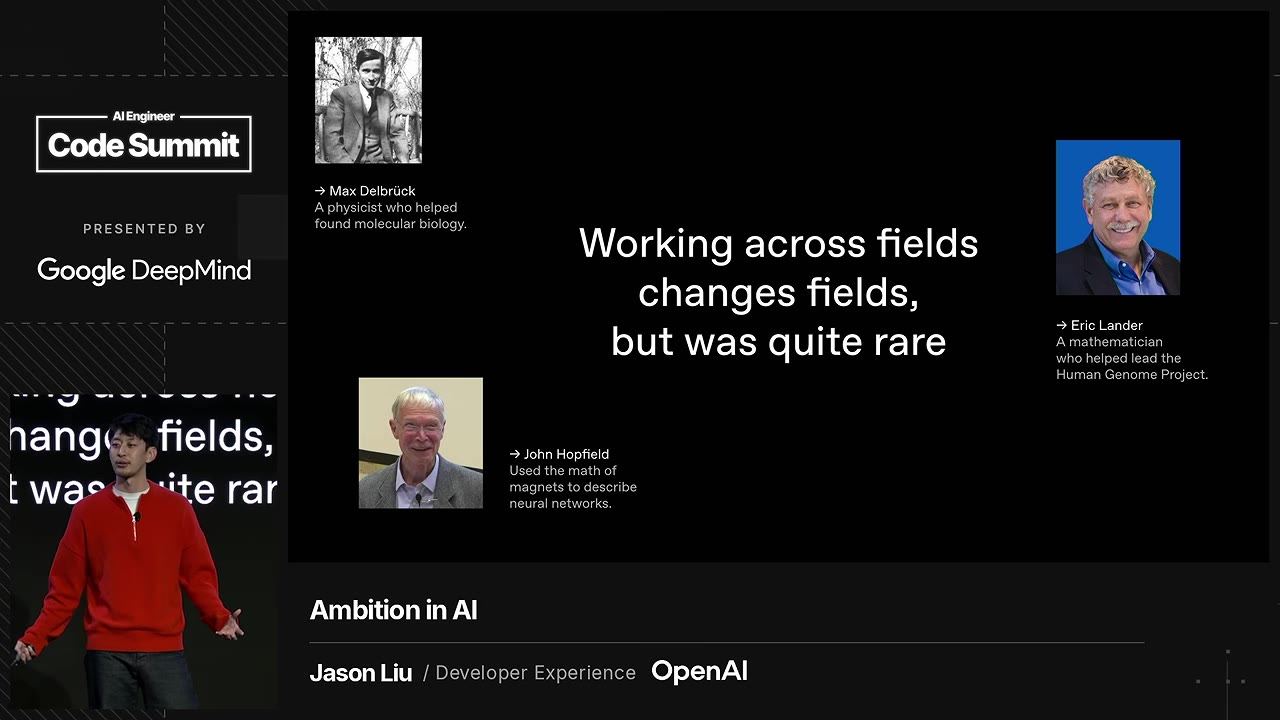 AI Engineer
Code Summit
PRESENTED BY
Google DeepMind
→ Max Delbrück
A physicist who helped
found molecular biology.
Working across fields
changes fields,
but was quite rare
→ Eric Lander
A mathematician
who helped lead the
Human Genome Project.
→ John Hopfield
Used the math of
magnets to describe
neural networks.
fields,
Ambition in AI
Jason Liu / Developer Experience OpenAI